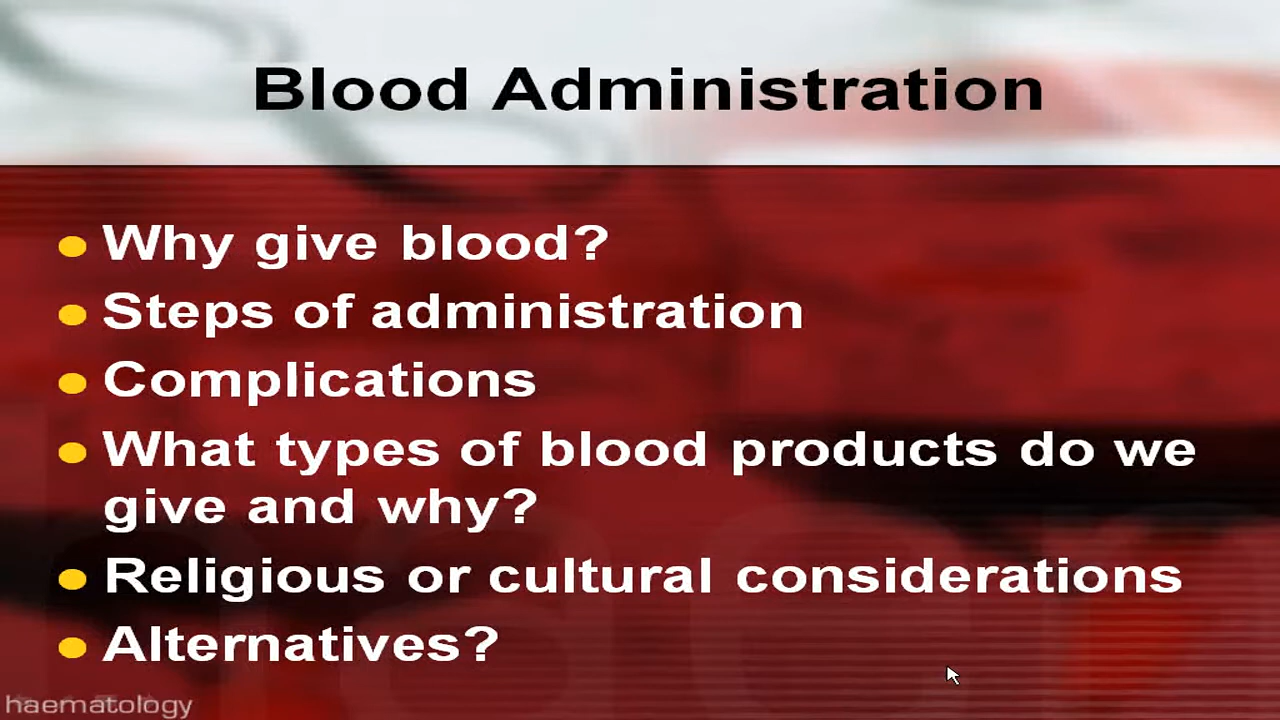 Blood Administration
Why give blood?
Steps of administration
Complications
What types of blood products do we
give and why?
Religious or cultural considerations
Alternatives?
haematology